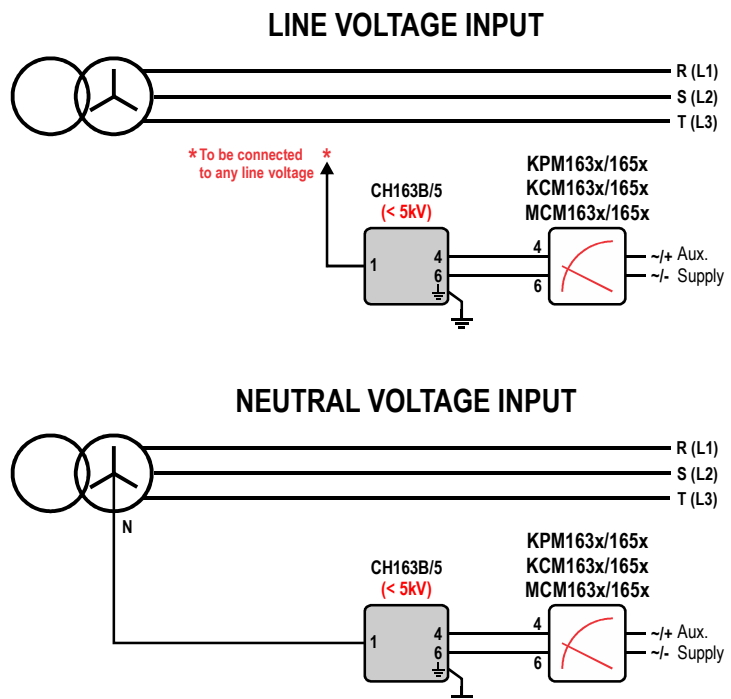 LINE VOLTAGE INPUT
R (L1)
S (L2)
T (L3)
* To be connected *
to any line voltage
KPM163x/165x
KCM163x/165x
MCM163x/165x
CH163B/5
(< 5kV)
1
4
6
4
6
~/+ Aux.
~/- Supply
NEUTRAL VOLTAGE INPUT
R (L1)
S (L2)
T (L3)
N
KPM163x/165x
KCM163x/165x
MCM163x/165x
CH163B/5
(< 5kV)
1
4
6
4
6
~/+ Aux.
~/- Supply